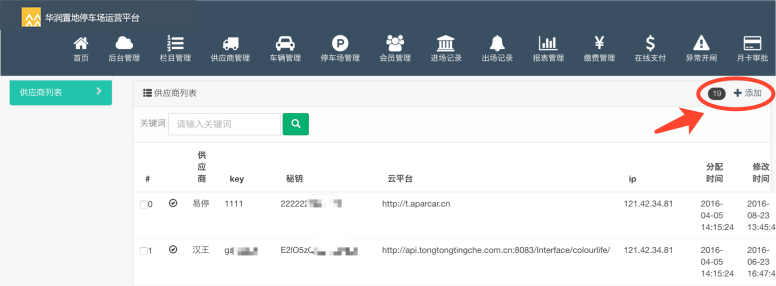 华润置地停车场运营平台
首页 后台管理 栏目管理 供应商管理 车辆管理 停车场管理 会员管理 进场记录 出场记录 报表管理 缴费管理 在线支付 异常开闸 月卡审批
供应商列表
供应商列表 19 添加
关键词 请输入关键词
# 供应商 key 秘钥 云平台 ip 分配时间 修改时间
0 易停 1111 222222 http://t.aparcar.cn 121.42.34.81 2016-04-05 14:15:24 2016-08-23 13:45:4
1 汉王 http://api.tongtongtingche.com.cn:8083/Interface/colourlife/ 121.42.34.81 2016-04-05 14:15:24 2016-06-23 16:47:4